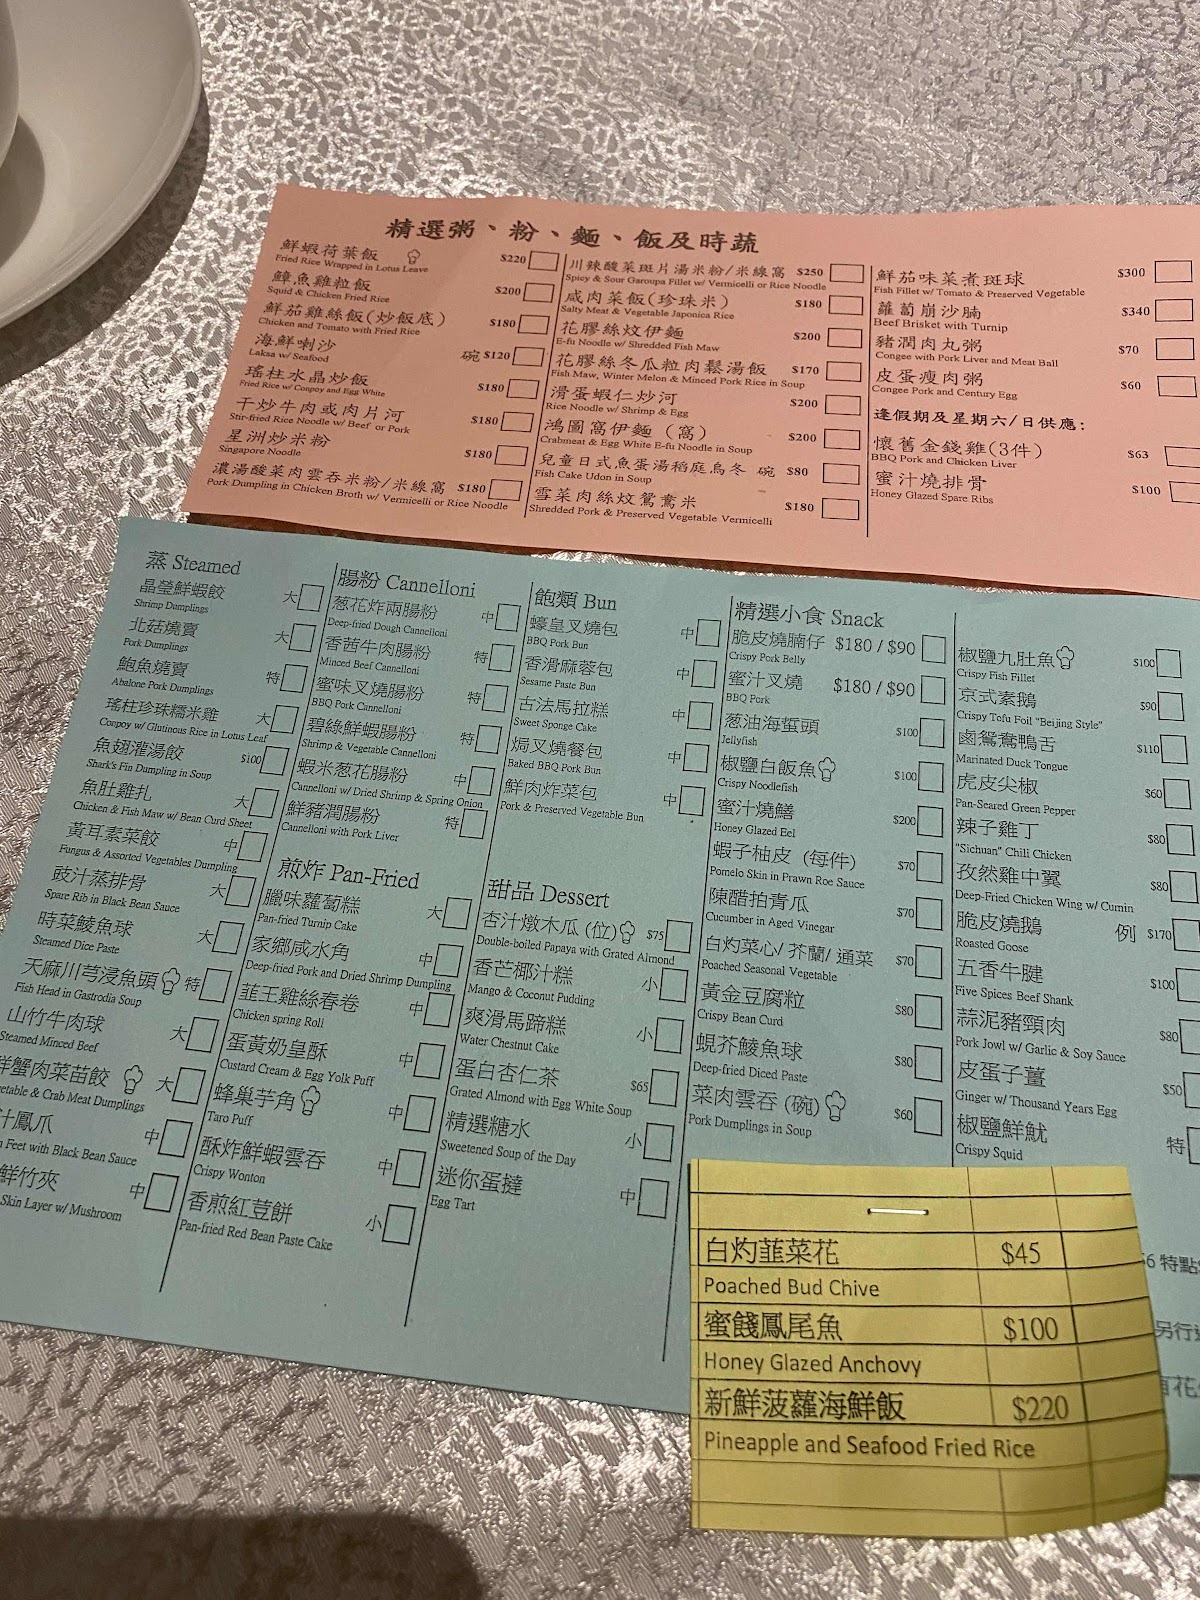 精選粥、粉、麵、飯及時蔬
鮮蝦荷葉飯 $220
Fried Rice Wrapped in Lotus Leave
鱆魚雞粒飯 $200
Squid & Chicken Fried Rice
鮮茄雞絲飯(炒飯底) $180
Chicken and Tomato with Fried Rice
海鮮喇沙 碗 $120
Laksa w/ Seafood
瑤柱水晶炒飯 $180
Fried Rice w/ Conpoy and Egg White
干炒牛肉或肉片河 $180
Stir-fried Rice Noodle w/ Beef or Pork
星洲炒米粉 $180
Singapore Noodle
濃湯酸菜肉雲吞米粉/米線窩 $180
Pork Dumpling in Chicken Broth w/ Vermicelli or Rice Noodle
川辣酸菜斑片湯米粉/米線窩 $250
Spicy & Sour Garoupa Fillet w/ Vermicelli or Rice Noodle
咸肉菜飯(珍珠米) $180
Salty Meat & Vegetable Japonica Rice
花膠絲炆伊麵 $200
E-fu Noodle w/ Shredded Fish Maw
花膠絲冬瓜粒肉鬆湯飯 $170
Fish Maw, Winter Melon & Minced Pork Rice in Soup
滑蛋蝦仁炒河 $200
Rice Noodle w/ Shrimp & Egg
鴻圖窩伊麵 (窩) $200
Crabmeat & Egg White E-fu Noodle in Soup
兒童日式魚蛋湯稻庭烏冬 碗 $80
Fish Cake Udon in Soup
雪菜肉絲炆鴛鴦米 $180
Shredded Pork & Preserved Vegetable Vermicelli
鮮茄味菜煮斑球 $300
Fish Fillet w/ Tomato & Preserved Vegetable
蘿蔔崩沙腩 $340
Beef Brisket with Turnip
豬潤肉丸粥 $70
Congee with Pork Liver and Meat Ball
皮蛋瘦肉粥 $60
Congee Pork and Century Egg
逢假期及星期六/日供應:
懷舊金錢雞(3件) $63
BBQ Pork and Chicken Liver
蜜汁燒排骨 $100
Honey Glazed Spare Ribs
蒸 Steamed
晶瑩鮮蝦餃 大
Shrimp Dumplings
北菇燒賣 大
Pork Dumplings
鮑魚燒賣 特
Abalone Pork Dumplings
瑤柱珍珠糯米雞 大
Conpoy w/ Glutinous Rice in Lotus Leaf
魚翅灌湯餃 $100
Shark's Fin Dumpling in Soup
魚肚雞扎 大
Chicken & Fish Maw w/ Bean Curd Sheet
黃耳素菜餃 中
Fungus & Assorted Vegetables Dumpling
豉汁蒸排骨 大
Spare Rib in Black Bean Sauce
時菜鯪魚球 大
Steamed Dice Paste
天麻川芎浸魚頭 特
Fish Head in Gastrodia Soup
山竹牛肉球 大
Steamed Minced Beef
鮮蟹肉菜苗餃 大
etable & Crab Meat Dumplings
汁鳳爪 中
n Feet with Black Bean Sauce
鮮竹夾 中
Skin Layer w/ Mushroom
腸粉 Cannelloni
葱花炸兩腸粉 中
Deep-fried Dough Cannelloni
香茜牛肉腸粉 特
Minced Beef Cannelloni
蜜味叉燒腸粉 特
BBQ Pork Cannelloni
碧綠鮮蝦腸粉 特
Shrimp & Vegetable Cannelloni
蝦米葱花腸粉 中
Cannelloni w/ Dried Shrimp & Spring Onion
鮮豬潤腸粉 特
Cannelloni with Pork Liver
煎炸 Pan-Fried
臘味蘿蔔糕 大
Pan-fried Turnip Cake
家鄉咸水角 中
Deep-fried Pork and Dried Shrimp Dumpling
韮王雞絲春卷 中
Chicken spring Roll
蛋黃奶皇酥 中
Custard Cream & Egg Yolk Puff
蜂巢芋角 中
Taro Puff
酥炸鮮蝦雲吞 中
Crispy Wonton
香煎紅荳餅 小
Pan-fried Red Bean Paste Cake
飽類 Bun
蠔皇叉燒包 中
BBQ Pork Bun
香滑麻蓉包 中
Sesame Paste Bun
古法馬拉糕 中
Sweet Sponge Cake
焗叉燒餐包 中
Baked BBQ Pork Bun
鮮肉炸菜包 中
Pork & Preserved Vegetable Bun
甜品 Dessert
杏汁燉木瓜 (位) $75
Double-boiled Papaya with Grated Almond
香芒椰汁糕 小
Mango & Coconut Pudding
爽滑馬蹄糕 小
Water Chestnut Cake
蛋白杏仁茶 $65
Grated Almond with Egg White Soup
精選糖水 小
Sweetened Soup of the Day
迷你蛋撻 中
Egg Tart
精選小食 Snack
脆皮燒腩仔 $180 / $90
Crispy Pork Belly
蜜汁叉燒 $180 / $90
BBQ Pork
葱油海蜇頭 $100
Jellyfish
椒鹽白飯魚 $100
Crispy Noodlefish
蜜汁燒鱔 $200
Honey Glazed Eel
蝦子柚皮 (每件) $70
Pomelo Skin in Prawn Roe Sauce
陳醋拍青瓜 $70
Cucumber in Aged Vinegar
白灼菜心/ 芥蘭/ 通菜 $70
Poached Seasonal Vegetable
黃金豆腐粒 $80
Crispy Bean Curd
蜆芥鯪魚球 $80
Deep-fried Diced Paste
菜肉雲吞 (碗) $60
Pork Dumplings in Soup
椒鹽九肚魚 $100
Crispy Fish Fillet
京式素鵝 $90
Crispy Tofu Foil "Beijing Style"
鹵鴛鴦鴨舌 $110
Marinated Duck Tongue
虎皮尖椒 $60
Pan-Seared Green Pepper
辣子雞丁 $80
"Sichuan" Chili Chicken
孜然雞中翼 $80
Deep-Fried Chicken Wing w/ Cumin
脆皮燒鵝 例 $170
Roasted Goose
五香牛腱 $100
Five Spices Beef Shank
蒜泥豬頸肉 $80
Pork Jowl w/ Garlic & Soy Sauce
皮蛋子薑 $50
Ginger w/ Thousand Years Egg
椒鹽鮮魷 特
Crispy Squid
白灼韮菜花 $45
Poached Bud Chive
蜜餞鳳尾魚 $100
Honey Glazed Anchovy
新鮮菠蘿海鮮飯 $220
Pineapple and Seafood Fried Rice
56 特點
另行
花